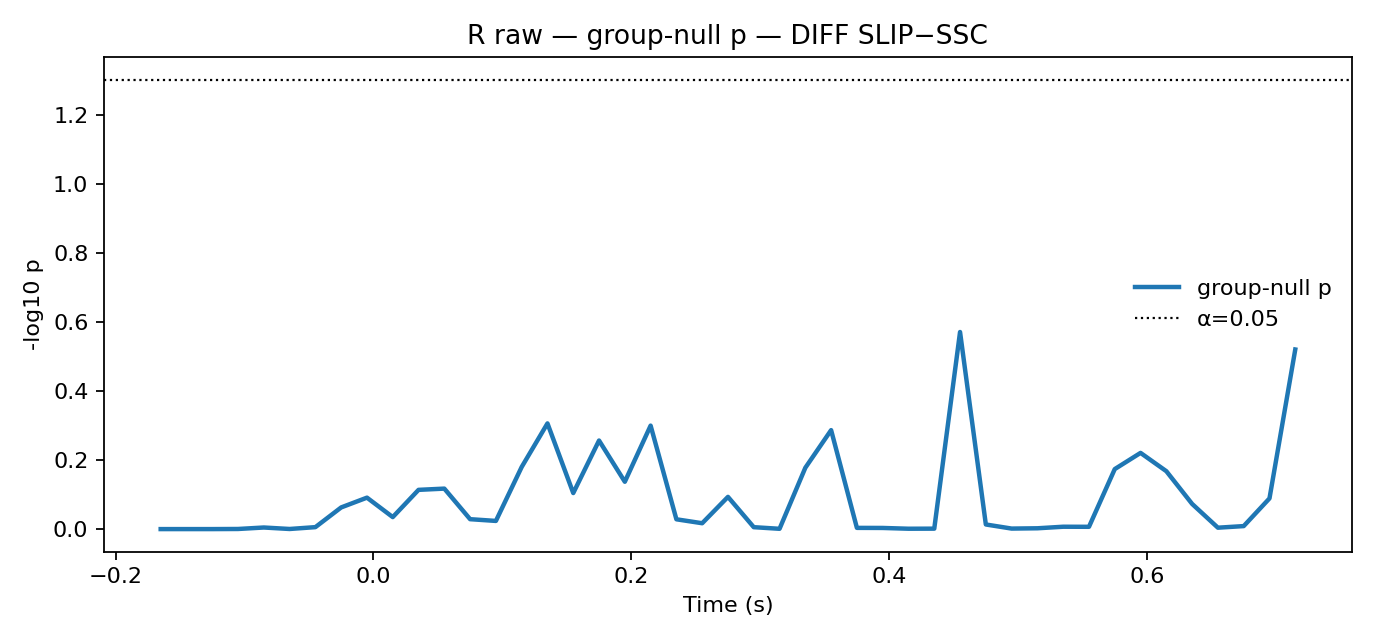 R raw — group-null p — DIFF SLIP−SSC
-log10 p
1.2
1.0
0.8
0.6
0.4
0.2
0.0
group-null p
α=0.05
−0.2
0.0
0.2
0.4
0.6
Time (s)